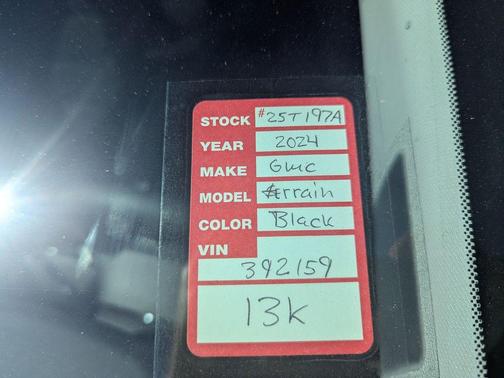 STOCK #25T197A
YEAR 2024
MAKE GMC
MODEL terrain
COLOR Black
VIN
392159
13k